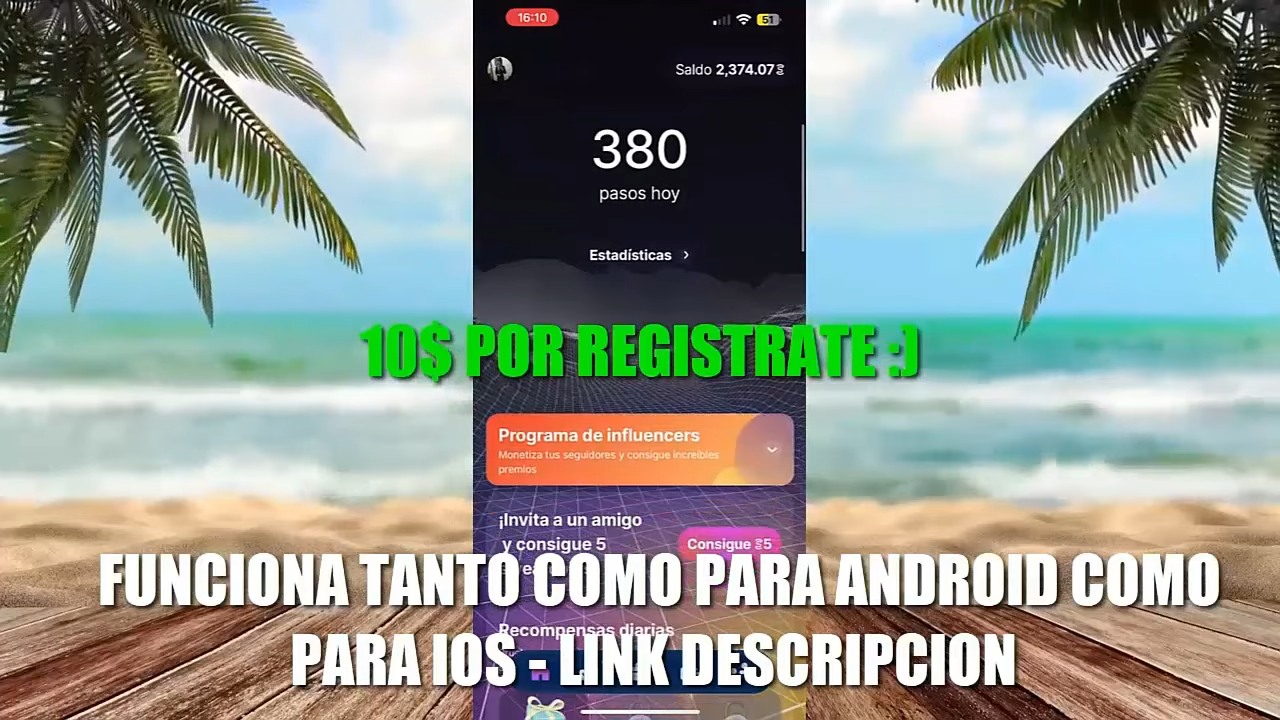 16:10
51
Saldo 2,374.07
380
pasos hoy
Estadísticas
10$ POR REGISTRATE :)
Programa de influencers
Monetiza tus seguidores y consigue increíbles
premios
¡Invita a un amigo
y consigue 5
Consigue 5
FUNCIONA TANTO COMO PARA ANDROID COMO
Recompensas diarias
PARA IOS - LINK DESCRIPCION